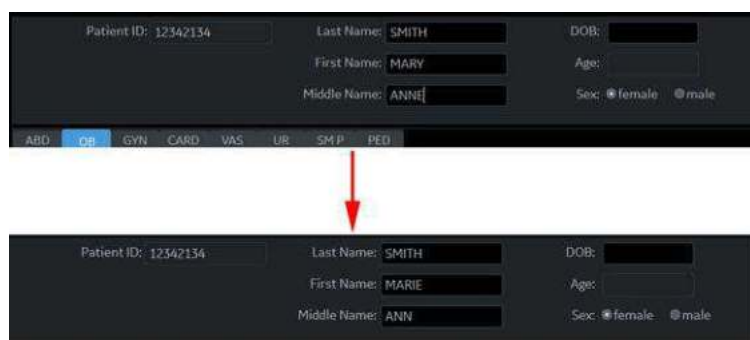 Patient ID: 12342134 Last Name: SMITH DOB:
First Name: MARY Age:
Middle Name: ANNE Sex: female male
ABD OB GYN CARD VAS UR SM P PED
Patient ID: 12342134 Last Name: SMITH DOB:
First Name: MARIE Age:
Middle Name: ANN Sex: female male